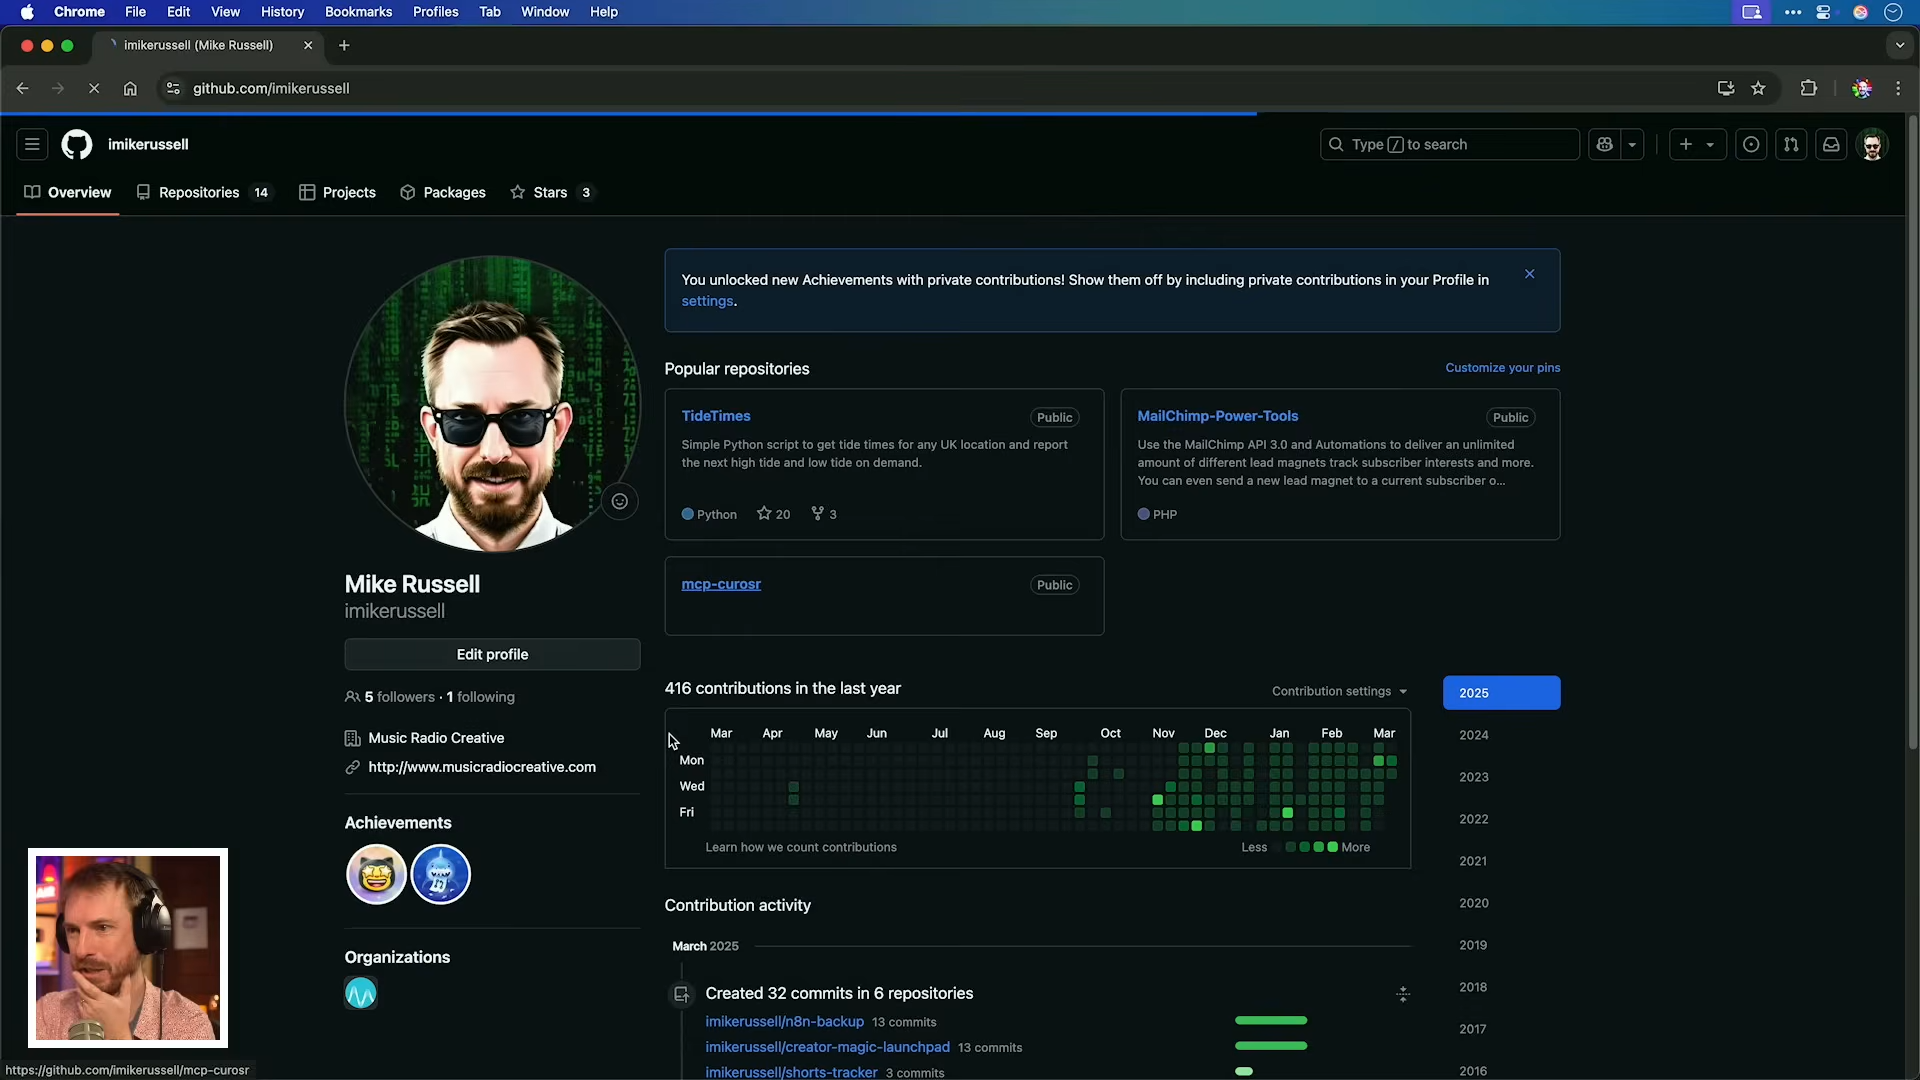 Chrome File Edit View History Bookmarks Profiles Tab Window Help
imikerussell (Mike Russell)
github.com/imikerussell
imikerussell
Type / to search
Overview Repositories 14 Projects Packages Stars 3
You unlocked new Achievements with private contributions! Show them off by including private contributions in your Profile in
settings.
Popular repositories
Customize your pins
TideTimes
Public
Simple Python script to get tide times for any UK location and report
the next high tide and low tide on demand.
Python 20 3
MailChimp-Power-Tools
Public
Use the MailChimp API 3.0 and Automations to deliver an unlimited
amount of different lead magnets track subscriber interests and more.
You can even send a new lead magnet to a current subscriber o...
PHP
mcp-curosr
Public
Mike Russell
imikerussell
Edit profile
5 followers · 1 following
Music Radio Creative
http://www.musicradiocreative.com
Achievements
Organizations
416 contributions in the last year
Contribution settings
Mar Apr May Jun Jul Aug Sep Oct Nov Dec Jan Feb Mar
Mon
Wed
Fri
Learn how we count contributions
Less More
2025
2024
2023
2022
2021
2020
2019
2018
2017
2016
Contribution activity
March 2025
Created 32 commits in 6 repositories
imikerussell/n8n-backup 13 commits
imikerussell/creator-magic-launchpad 13 commits
imikerussell/shorts-tracker 3 commits
https://github.com/imikerussell/mcp-curosr